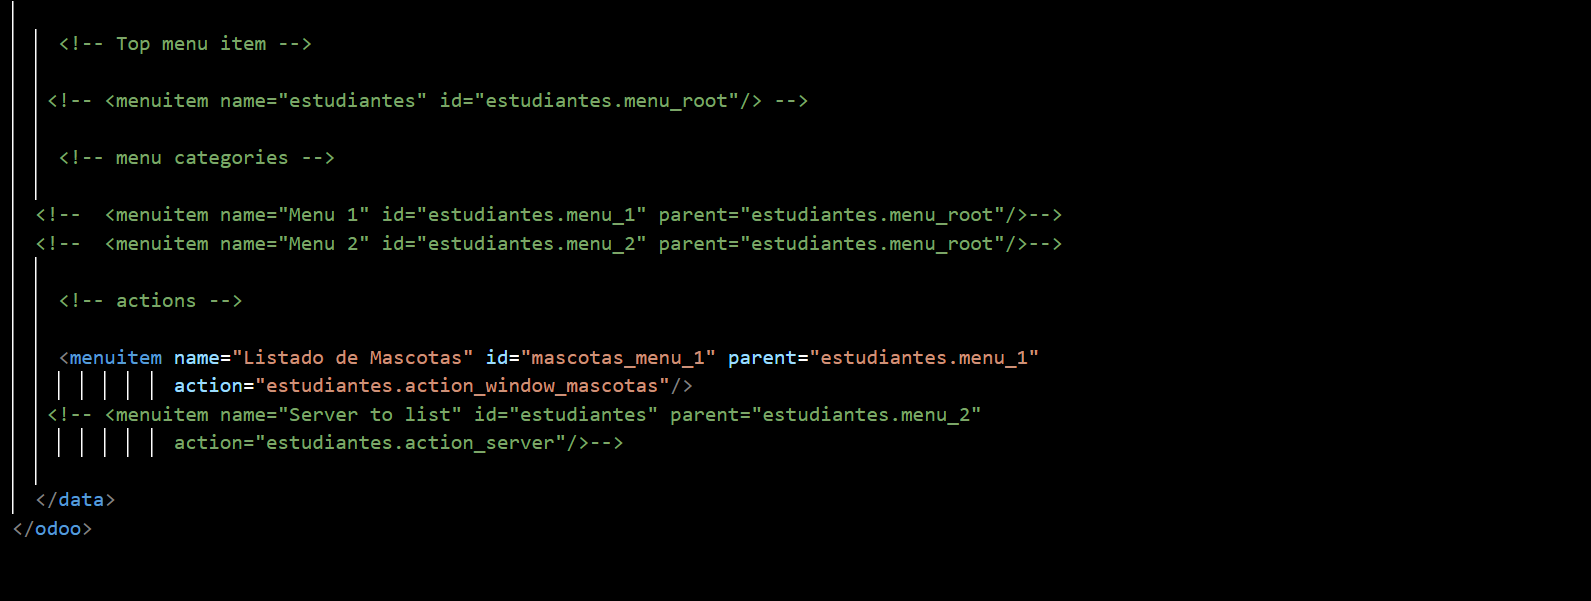 <!-- Top menu item -->
<!-- <menuitem name="estudiantes" id="estudiantes.menu_root"/> -->
<!-- menu categories -->
<!--  <menuitem name="Menu 1" id="estudiantes.menu_1" parent="estudiantes.menu_root"/>-->
<!--  <menuitem name="Menu 2" id="estudiantes.menu_2" parent="estudiantes.menu_root"/>-->
<!-- actions -->
<menuitem name="Listado de Mascotas" id="mascotas_menu_1" parent="estudiantes.menu_1"
action="estudiantes.action_window_mascotas"/>
<!-- <menuitem name="Server to list" id="estudiantes" parent="estudiantes.menu_2"
action="estudiantes.action_server"/>-->
</data>
</odoo>